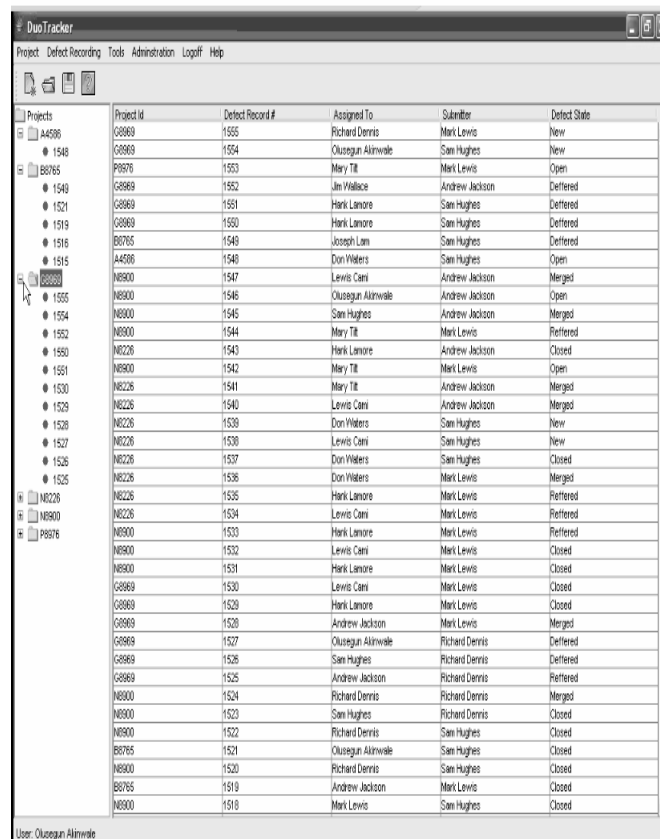 DuoTracker
Project Defect Recording Tools Adminstration Logoff Help
Projects
A4586
1548
B8765
1549
1521
1519
1516
1515
G8969
1555
1554
1552
1550
1551
1530
1529
1528
1527
1526
1525
N8226
N8900
P8976
Project Id Defect Record # Assigned To Submitter Defect State
G8969 1555 Richard Dennis Mark Lewis New
G8969 1554 Olusegun Akinwale Sam Hughes New
P8976 1553 Mary Tilt Mark Lewis Open
G8969 1552 Jim Wallace Andrew Jackson Deffered
G8969 1551 Hank Lamore Sam Hughes Deffered
G8969 1550 Hank Lamore Sam Hughes Deffered
B8765 1549 Joseph Lam Sam Hughes Deffered
A4586 1548 Don Waters Sam Hughes Open
N8900 1547 Lewis Cami Andrew Jackson Merged
N8900 1546 Olusegun Akinwale Andrew Jackson Open
N8900 1545 Sam Hughes Andrew Jackson Merged
N8900 1544 Mary Tilt Mark Lewis Reffered
N8226 1543 Hank Lamore Andrew Jackson Closed
N8900 1542 Mary Tilt Mark Lewis Open
N8226 1541 Mary Tilt Andrew Jackson Merged
N8226 1540 Lewis Cami Andrew Jackson Merged
N8226 1539 Don Waters Sam Hughes New
N8226 1538 Lewis Cami Sam Hughes New
N8226 1537 Don Waters Sam Hughes Closed
N8226 1536 Don Waters Mark Lewis Merged
N8226 1535 Hank Lamore Mark Lewis Reffered
N8226 1534 Lewis Cami Mark Lewis Reffered
N8900 1533 Hank Lamore Mark Lewis Reffered
N8900 1532 Lewis Cami Mark Lewis Closed
N8900 1531 Hank Lamore Mark Lewis Closed
G8969 1530 Lewis Cami Mark Lewis Closed
G8969 1529 Hank Lamore Mark Lewis Closed
G8969 1528 Andrew Jackson Mark Lewis Merged
G8969 1527 Olusegun Akinwale Richard Dennis Deffered
G8969 1526 Sam Hughes Richard Dennis Deffered
G8969 1525 Andrew Jackson Richard Dennis Reffered
N8900 1524 Richard Dennis Richard Dennis Merged
N8900 1523 Sam Hughes Richard Dennis Closed
N8900 1522 Richard Dennis Sam Hughes Closed
B8765 1521 Olusegun Akinwale Sam Hughes Closed
N8900 1520 Richard Dennis Sam Hughes Closed
B8765 1519 Andrew Jackson Mark Lewis Closed
N8900 1518 Mark Lewis Sam Hughes Closed
User: Olusegun Akinwale